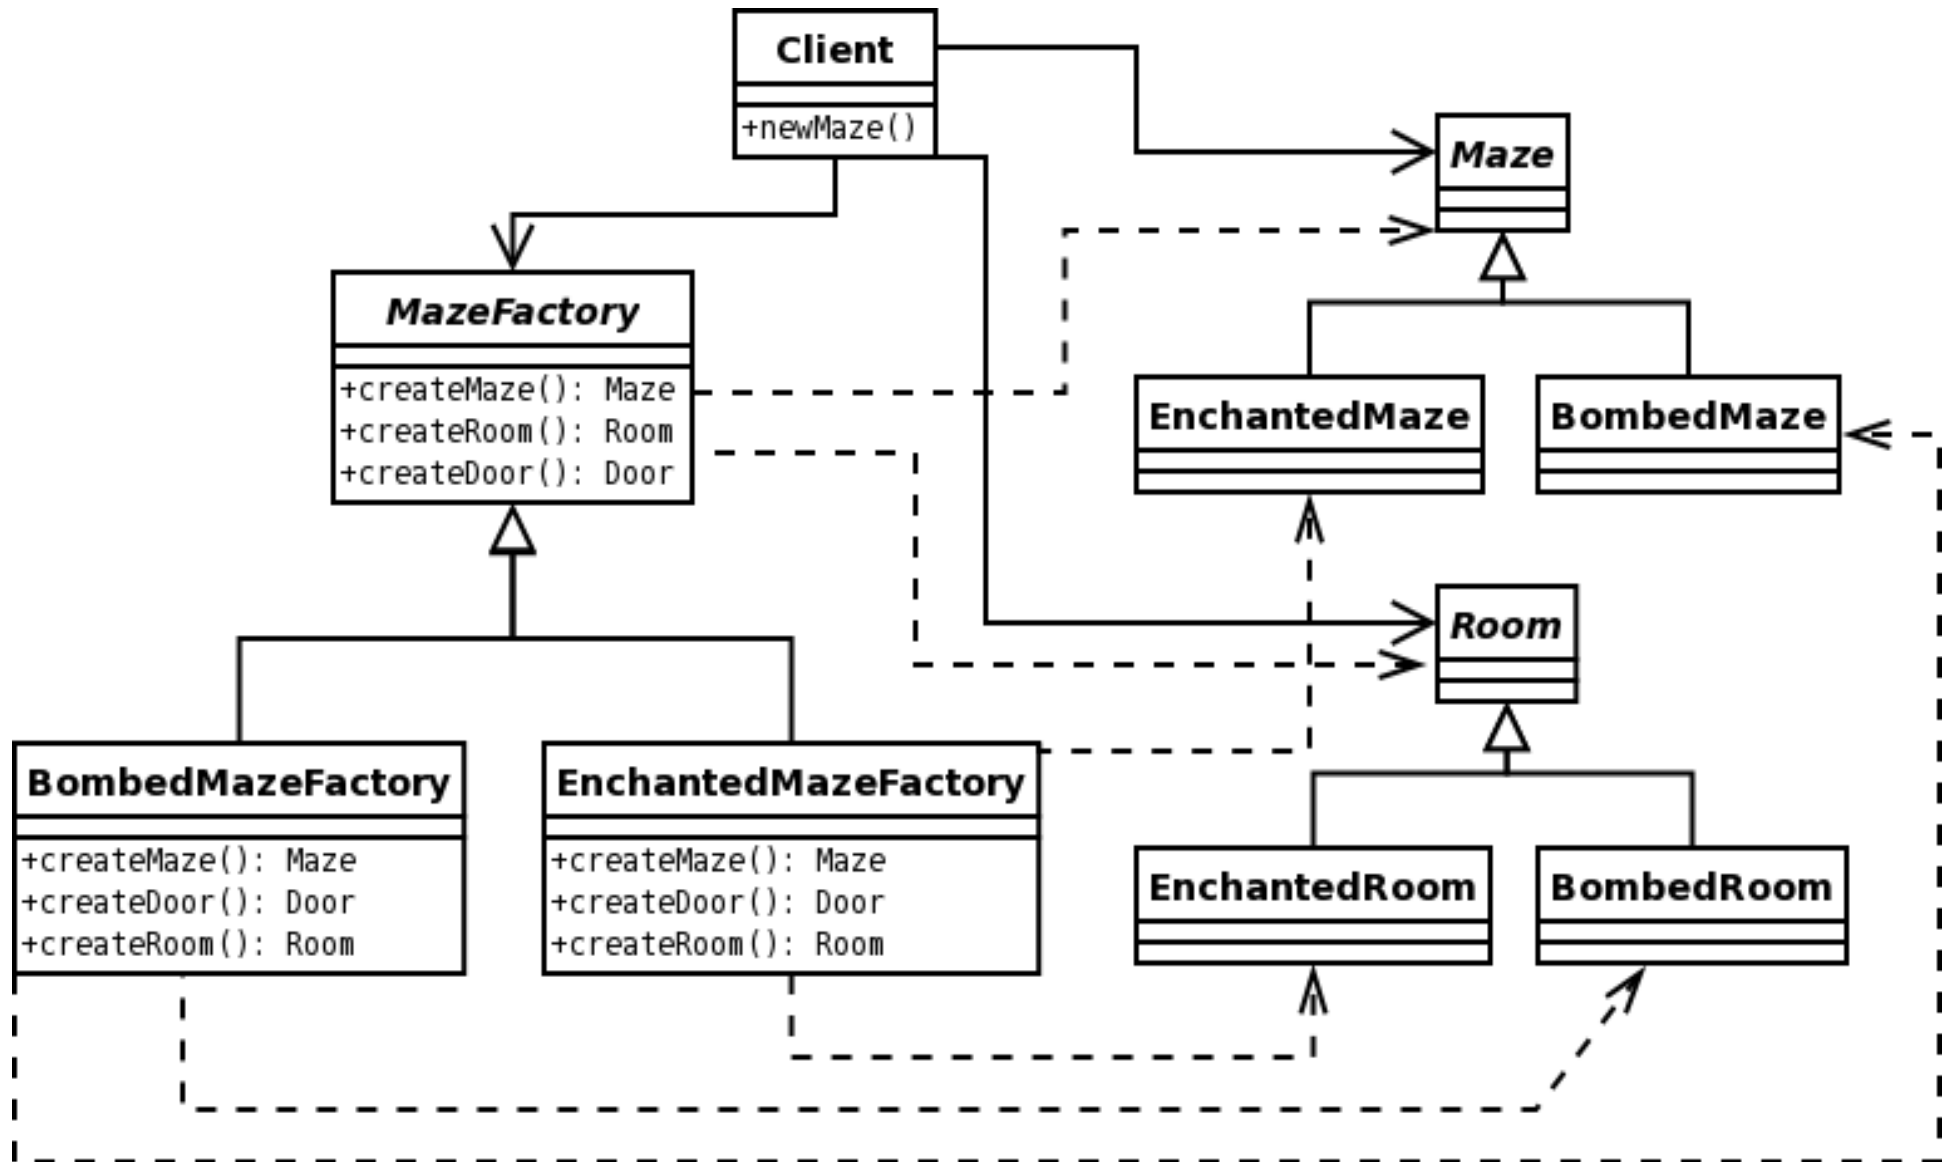 Client
+newMaze()
Maze
MazeFactory
+createMaze(): Maze
+createRoom(): Room
+createDoor(): Door
EnchantedMaze
BombedMaze
Room
BombedMazeFactory
+createMaze(): Maze
+createDoor(): Door
+createRoom(): Room
EnchantedMazeFactory
+createMaze(): Maze
+createDoor(): Door
+createRoom(): Room
EnchantedRoom
BombedRoom